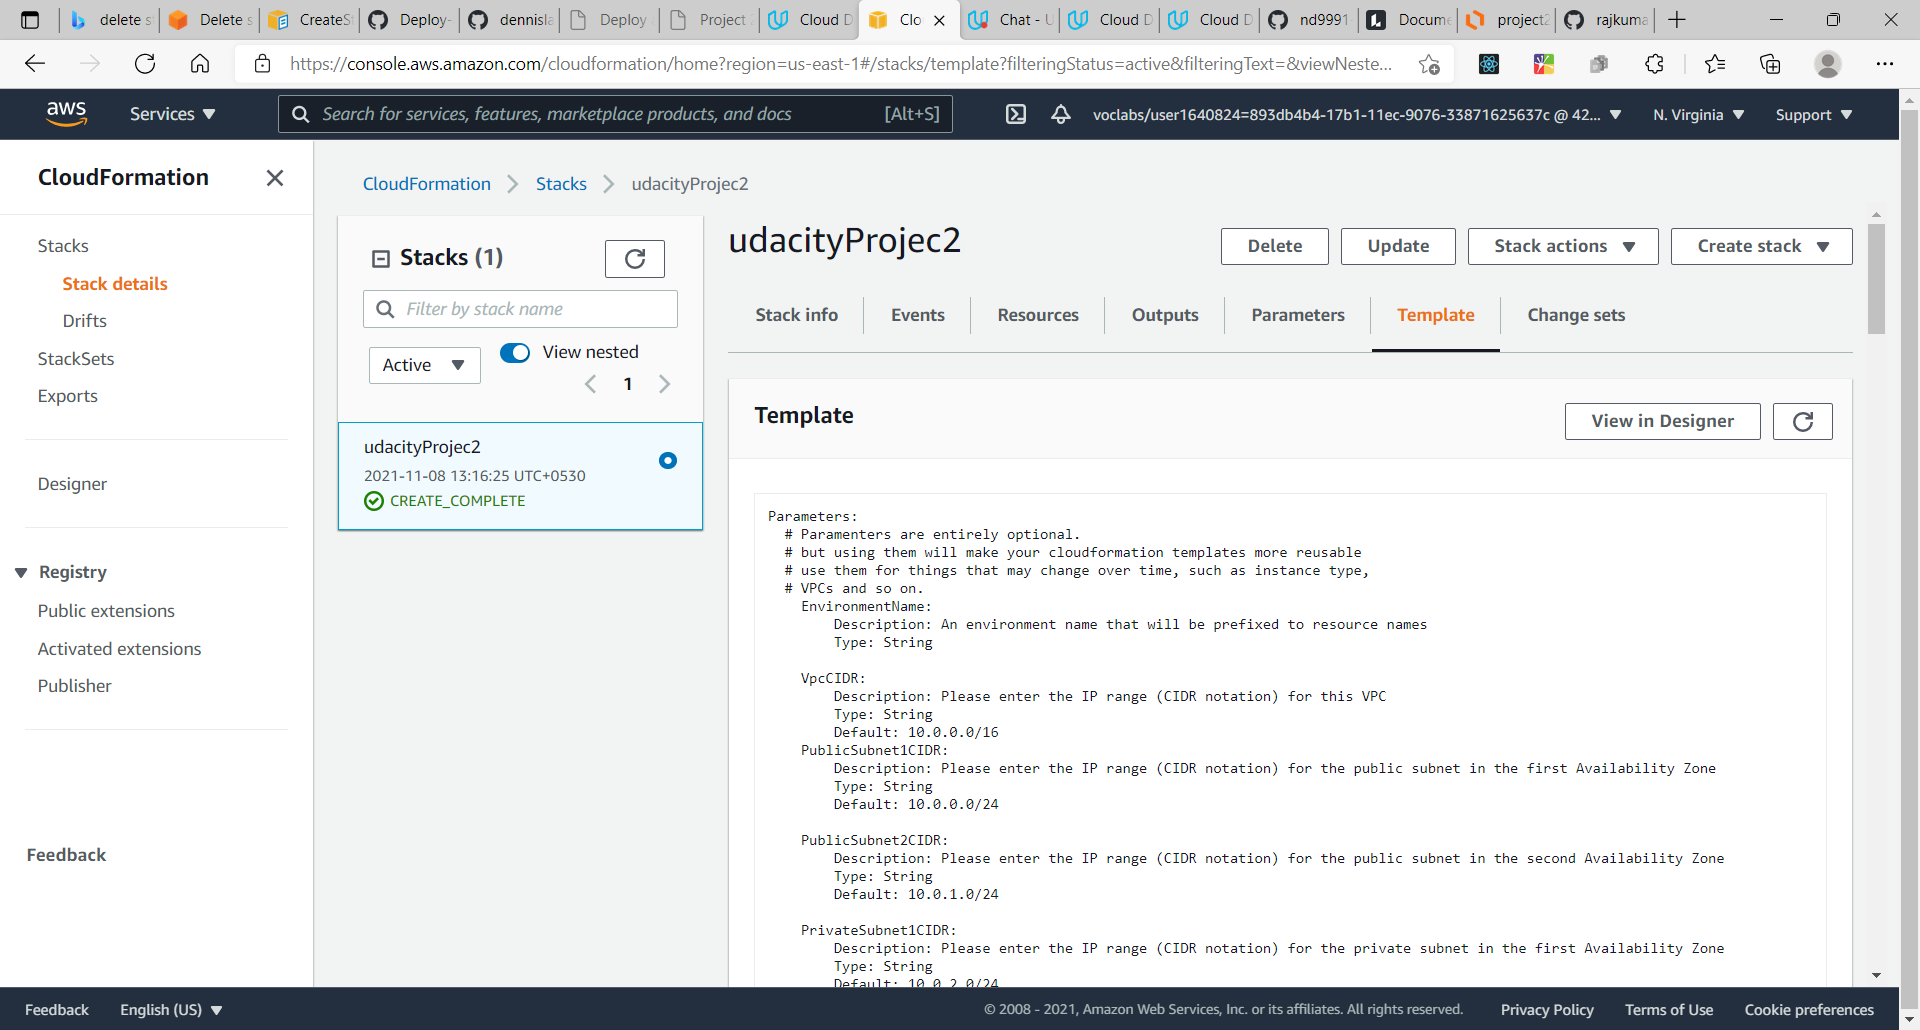 delete s
Delete s
CreateSt
Deploy-
dennisla
Deploy
Project
Cloud D
Clo
Chat - U
Cloud D
Cloud D
nd9991
Docume
project2
rajkuma
https://console.aws.amazon.com/cloudformation/home?region=us-east-1#/stacks/template?filteringStatus=active&filteringText=&viewNeste...
aws
Services
Search for services, features, marketplace products, and docs [Alt+S]
voclabs/user1640824=893db4b4-17b1-11ec-9076-33871625637c @ 42...
N. Virginia
Support
CloudFormation
Stacks
Stack details
Drifts
StackSets
Exports
Designer
Registry
Public extensions
Activated extensions
Publisher
Feedback
CloudFormation
Stacks
udacityProjec2
Stacks (1)
Filter by stack name
Active
View nested
1
udacityProjec2
2021-11-08 13:16:25 UTC+0530
CREATE_COMPLETE
udacityProjec2
Delete
Update
Stack actions
Create stack
Stack info
Events
Resources
Outputs
Parameters
Template
Change sets
Template
View in Designer
Parameters:
# Paramenters are entirely optional.
# but using them will make your cloudformation templates more reusable
# use them for things that may change over time, such as instance type,
# VPCs and so on.
EnvironmentName:
Description: An environment name that will be prefixed to resource names
Type: String
VpcCIDR:
Description: Please enter the IP range (CIDR notation) for this VPC
Type: String
Default: 10.0.0.0/16
PublicSubnet1CIDR:
Description: Please enter the IP range (CIDR notation) for the public subnet in the first Availability Zone
Type: String
Default: 10.0.0.0/24
PublicSubnet2CIDR:
Description: Please enter the IP range (CIDR notation) for the public subnet in the second Availability Zone
Type: String
Default: 10.0.1.0/24
PrivateSubnet1CIDR:
Description: Please enter the IP range (CIDR notation) for the private subnet in the first Availability Zone
Type: String
Default: 10.0.2.0/24
Feedback
English (US)
© 2008 - 2021, Amazon Web Services, Inc. or its affiliates. All rights reserved.
Privacy Policy
Terms of Use
Cookie preferences